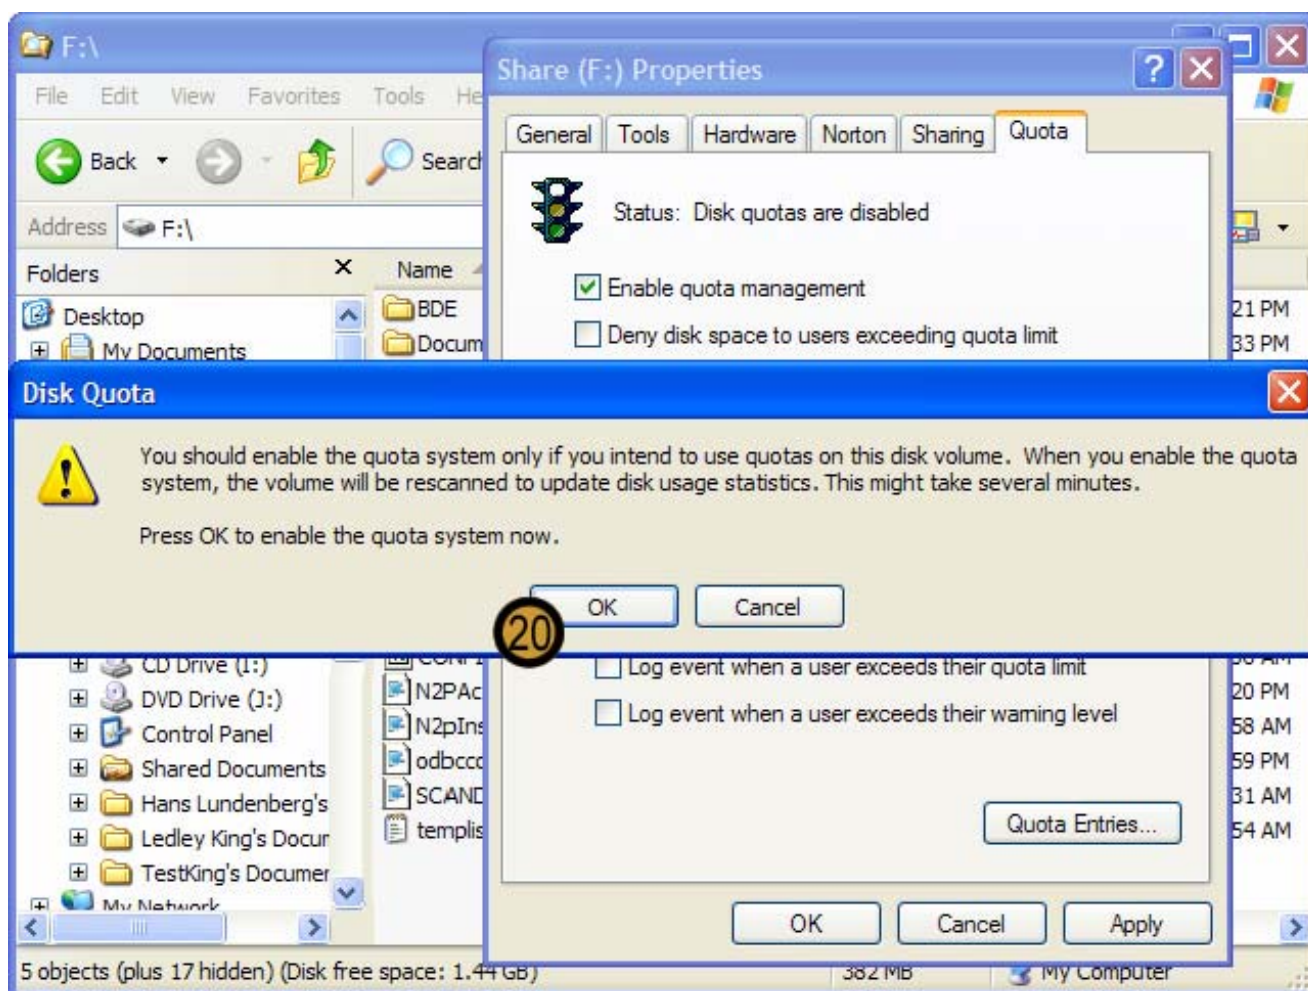 F:\
Share (F:) Properties
File Edit View Favorites Tools He
General Tools Hardware Norton Sharing Quota
Back Search
Status: Disk quotas are disabled
Address F:\
Folders Name
Enable quota management
Desktop BDE 21 PM
My Documents Docum 33 PM
Deny disk space to users exceeding quota limit
Disk Quota
You should enable the quota system only if you intend to use quotas on this disk volume. When you enable the quota
system, the volume will be rescanned to update disk usage statistics. This might take several minutes.
Press OK to enable the quota system now.
OK Cancel
20
CD Drive (I:)
Log event when a user exceeds their quota limit
DVD Drive (J:) N2PAc 20 PM
Log event when a user exceeds their warning level
Control Panel N2pIns 58 AM
Shared Documents odbccc 59 PM
Hans Lundenberg's SCAND 31 AM
Ledley King's Docur templis Quota Entries... 54 AM
TestKing's Documer
My Network
OK Cancel Apply
5 objects (plus 17 hidden) (Disk free space: 1.44 GB) 382 MB My Computer